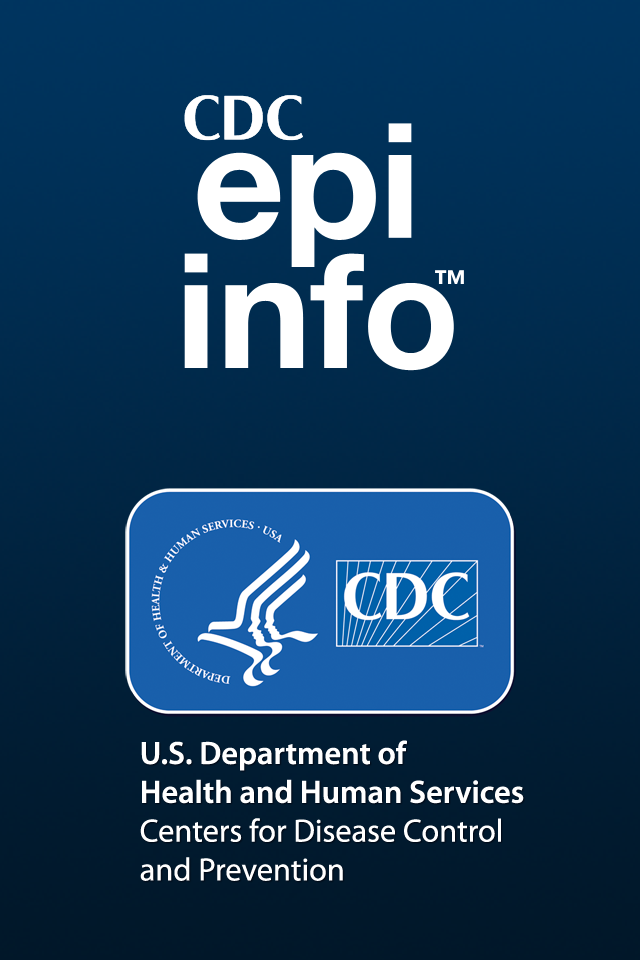 CDC
epi
info™
DEPARTMENT OF HEALTH & HUMAN SERVICES · USA
CDC™
U.S. Department of
Health and Human Services
Centers for Disease Control
and Prevention